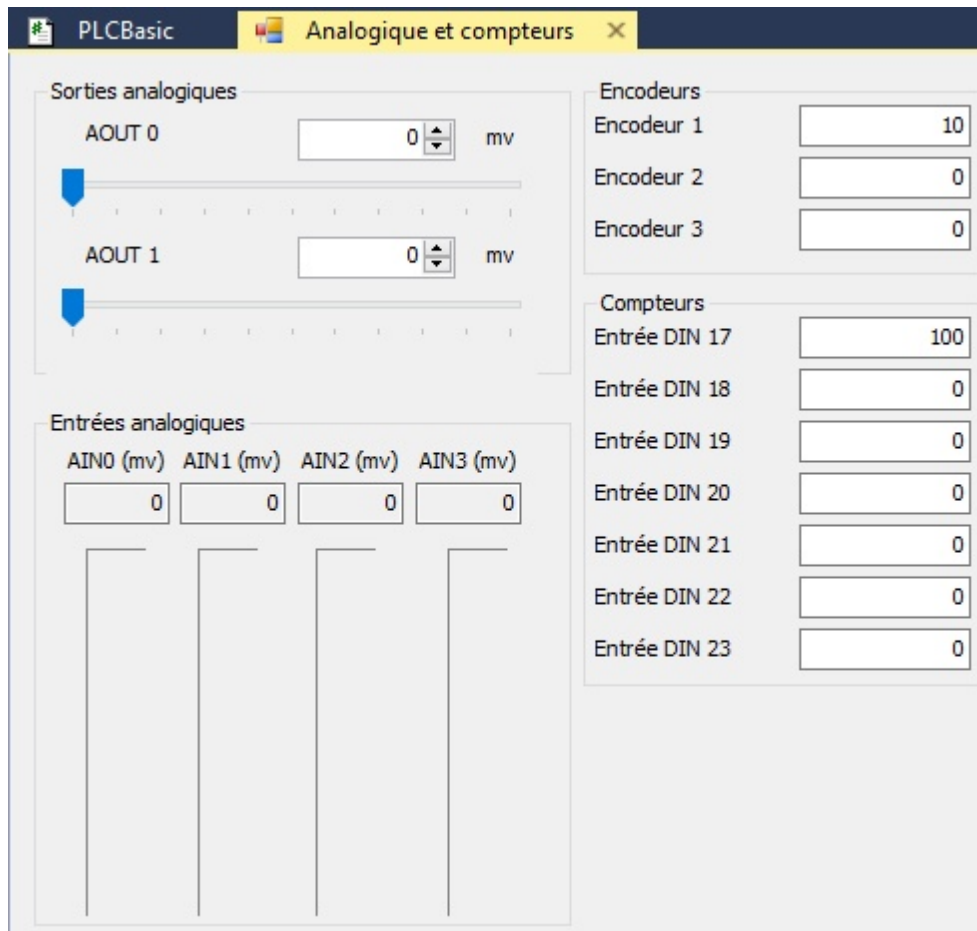 PLCBasic
Analogique et compteurs
Sorties analogiques
AOUT 0 0 mv
AOUT 1 0 mv
Entrées analogiques
AIN0 (mv) AIN1 (mv) AIN2 (mv) AIN3 (mv)
0 0 0 0
Encodeurs
Encodeur 1 10
Encodeur 2 0
Encodeur 3 0
Compteurs
Entrée DIN 17 100
Entrée DIN 18 0
Entrée DIN 19 0
Entrée DIN 20 0
Entrée DIN 21 0
Entrée DIN 22 0
Entrée DIN 23 0